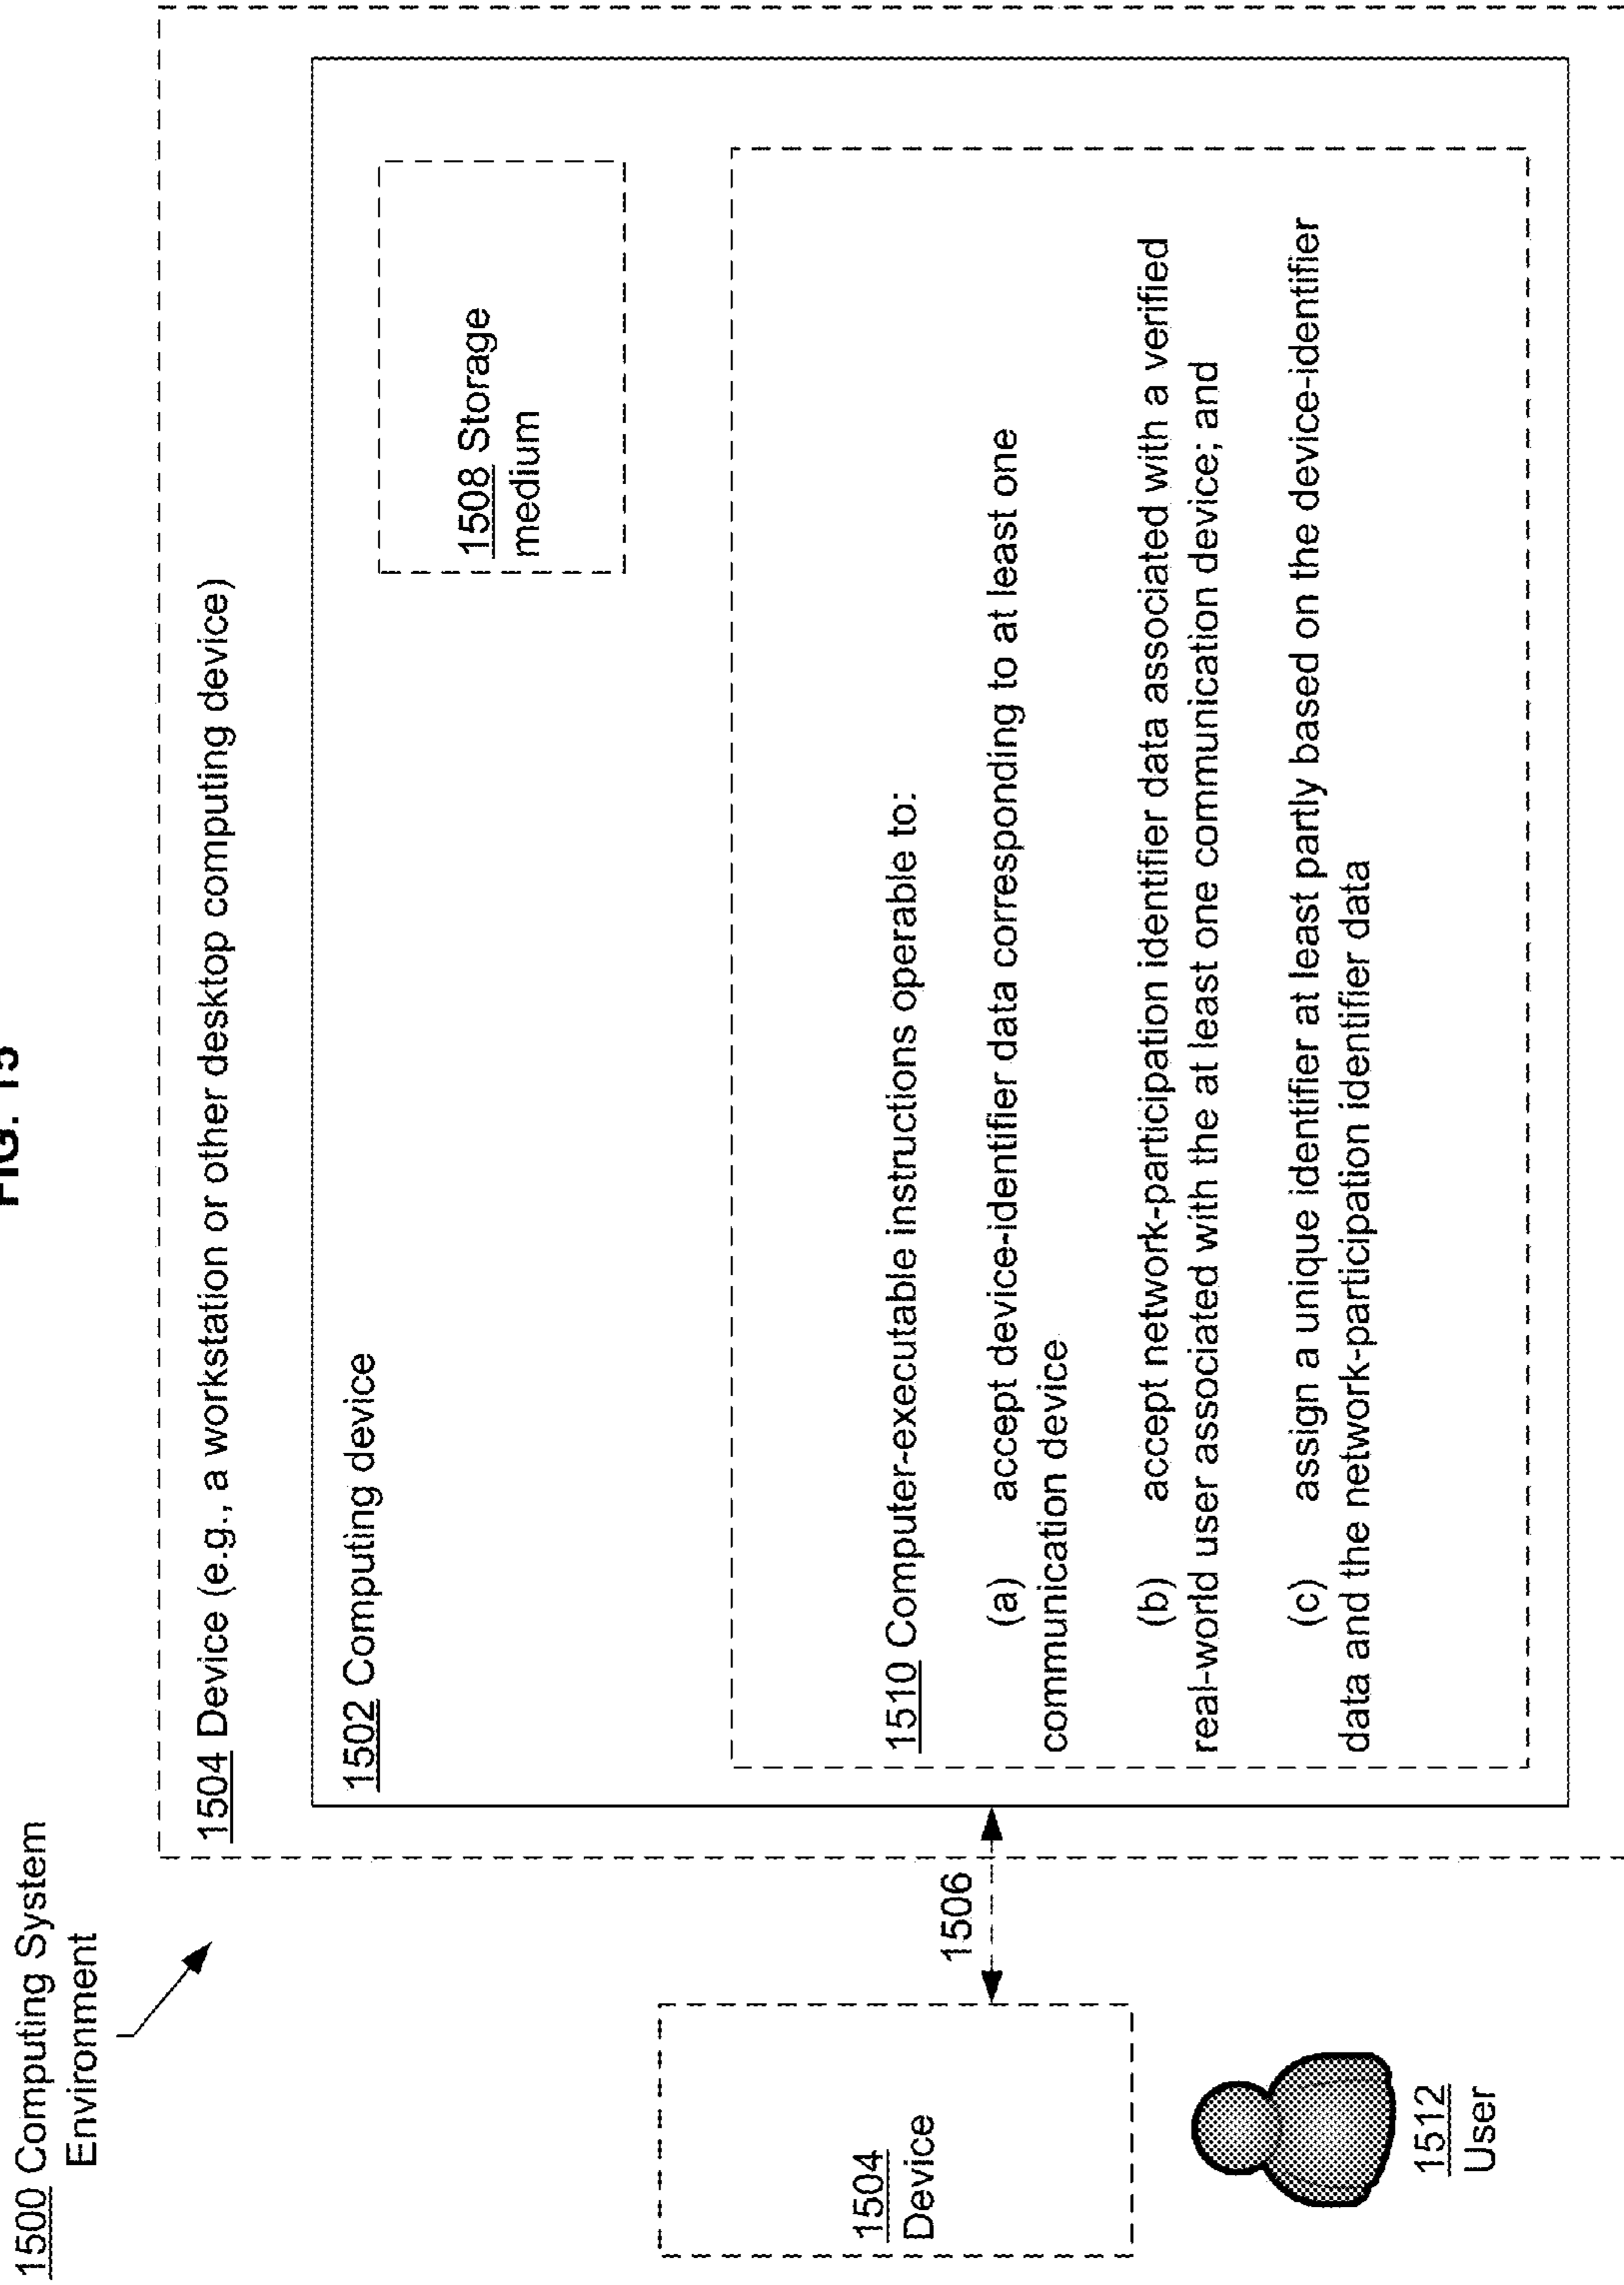 FIG. 15
1500 Computing System
Environment
1504 Device (e.g., a workstation or other desktop computing device)
1502 Computing device
1508 Storage
medium
1510 Computer-executable instructions operable to:
(a) accept device-identifier data corresponding to at least one
communication device
(b) accept network-participation identifier data associated with a verified
real-world user associated with the at least one communication device; and
(c) assign a unique identifier at least partly based on the device-identifier
data and the network-participation identifier data
1506
1504
Device
1512
User